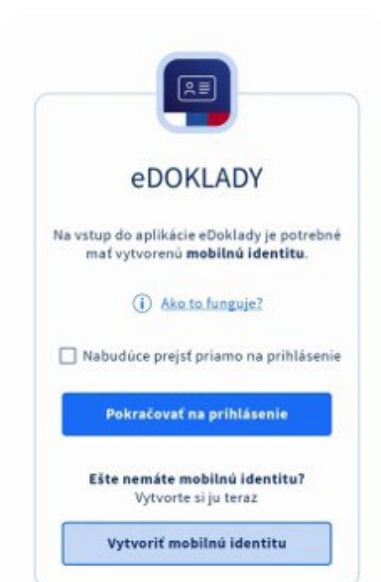 eDOKLADY
Na vstup do aplikácie eDoklady je potrebné
mať vytvorenú mobilnú identitu.
Ako to funguje?
Nabudúce prejsť priamo na prihlásenie
Pokračovať na prihlásenie
Ešte nemáte mobilnú identitu?
Vytvorte si ju teraz
Vytvoriť mobilnú identitu